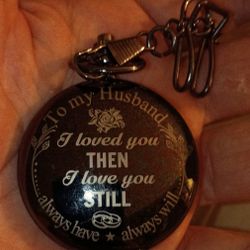 To my Husband
I loved you
THEN
I love you
STILL
always have ★ always will